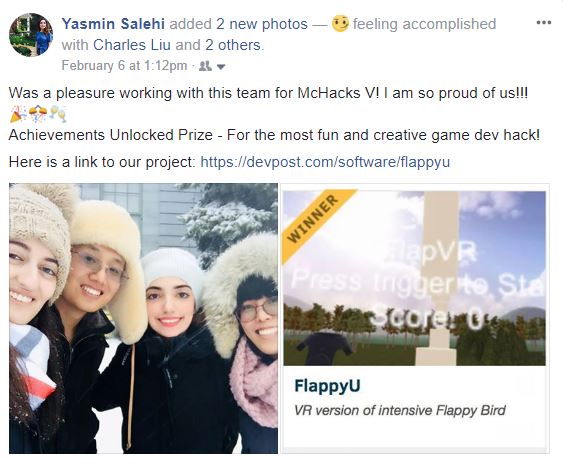 Yasmin Salehi added 2 new photos — feeling accomplished
with Charles Liu and 2 others.
February 6 at 1:12pm ·
Was a pleasure working with this team for McHacks V! I am so proud of us!!!
Achievements Unlocked Prize - For the most fun and creative game dev hack!
Here is a link to our project: https://devpost.com/software/flappyu
WINNER
FlapVR
Press trigger to Sta
Score: 0
FlappyU
VR version of intensive Flappy Bird